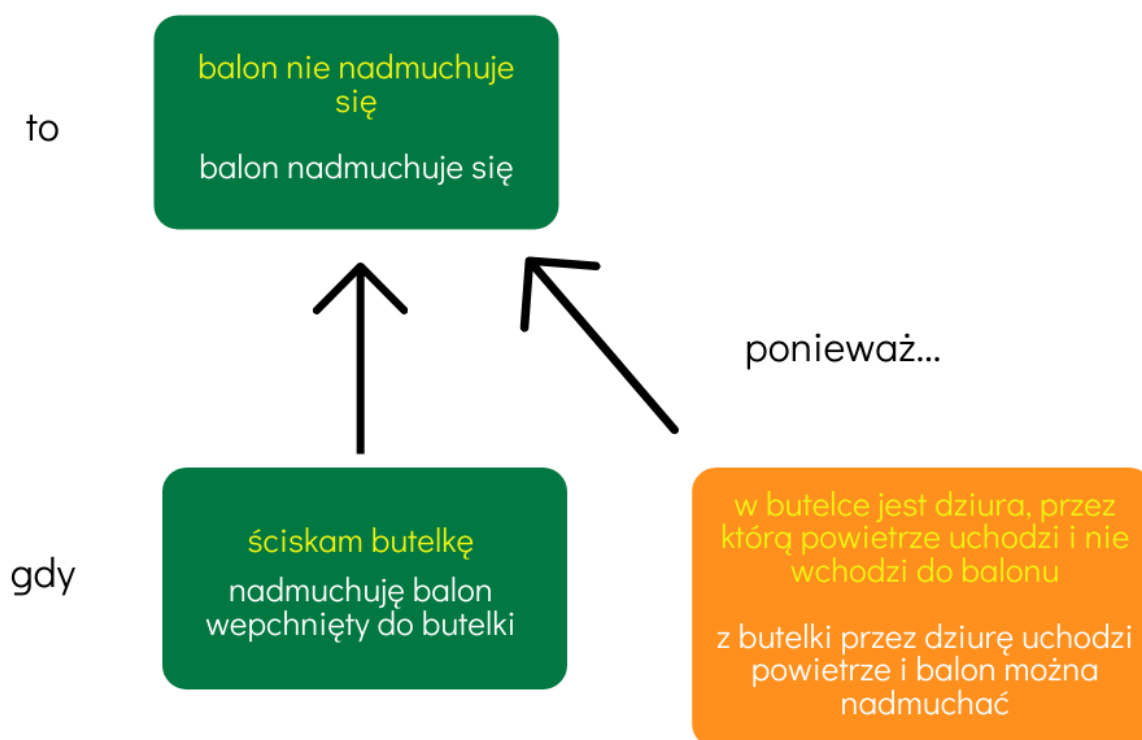 to
balon nie nadmuchuje
się
balon nadmuchuje się
ponieważ...
gdy
ściskam butelkę
nadmuchuję balon
wepchnięty do butelki
w butelce jest dziura, przez
którą powietrze uchodzi i nie
wchodzi do balonu
z butelki przez dziurę uchodzi
powietrze i balon można
nadmuchać